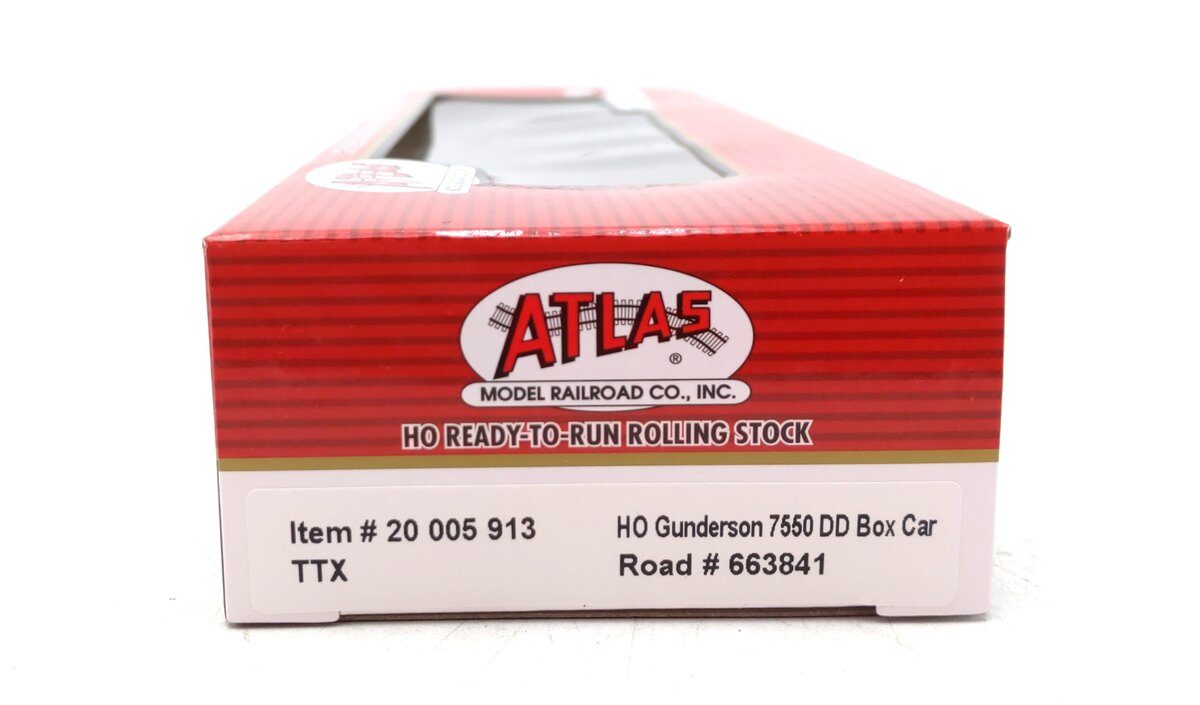 ATLAS
®
MODEL RAILROAD CO., INC.
HO READY-TO-RUN ROLLING STOCK
Item # 20 005 913
TTX
HO Gunderson 7550 DD Box Car
Road # 663841